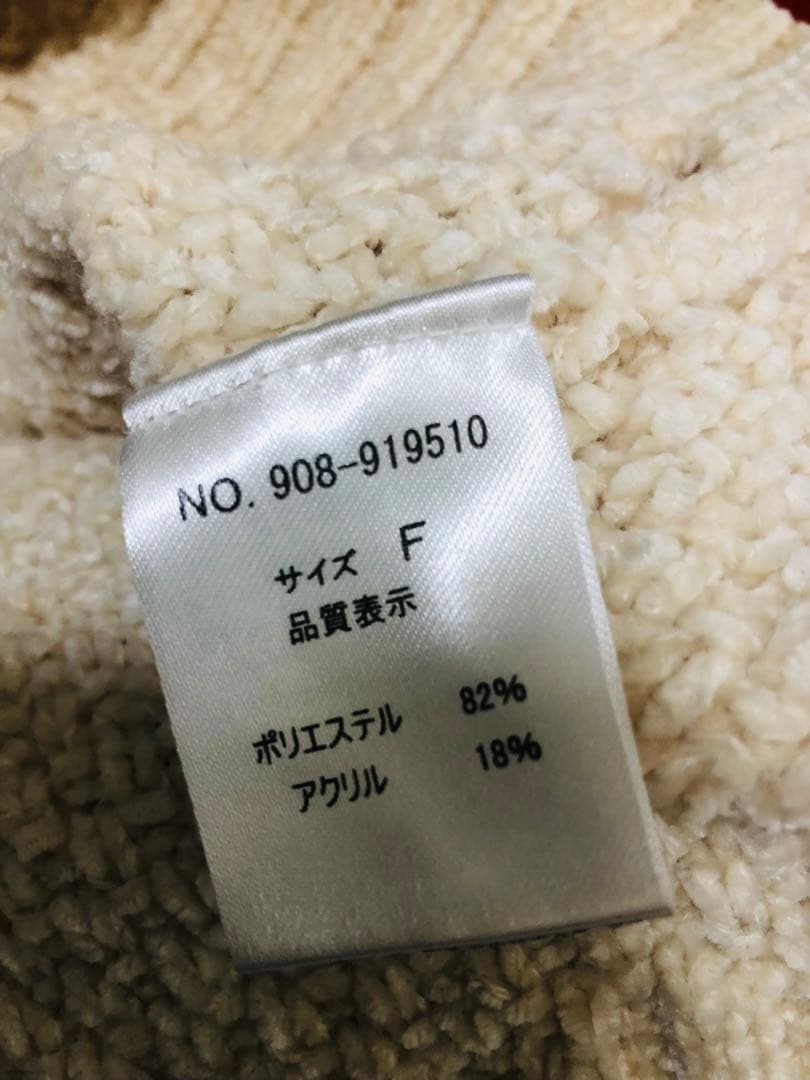 NO. 908-919510
サイズ F
品質表示
ポリエステル 82%
アクリル 18%